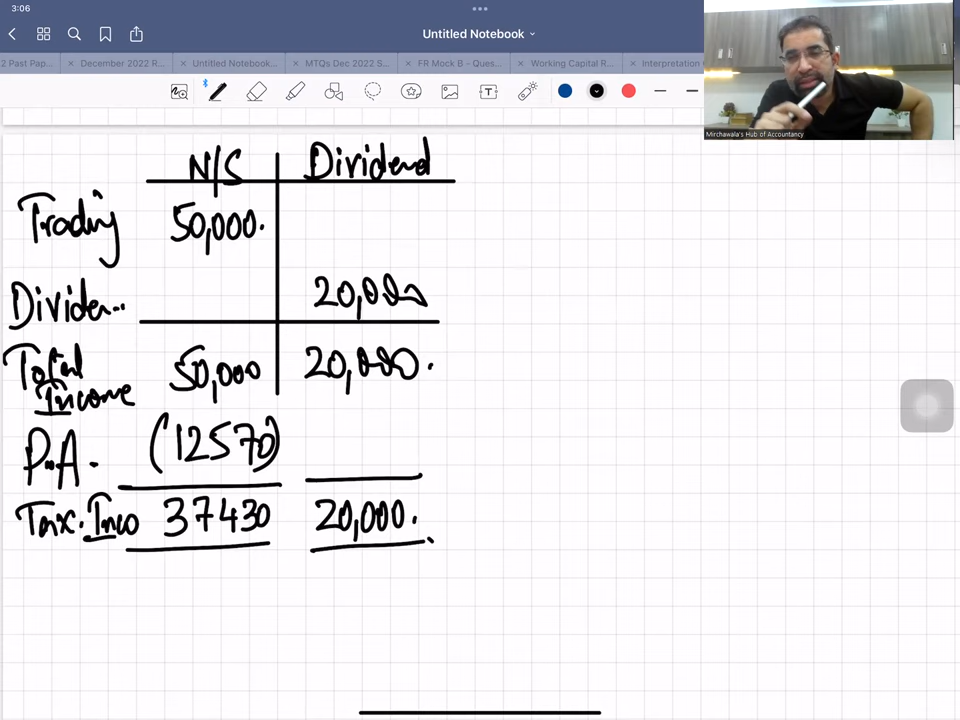 3:06
Untitled Notebook
2 Past Pap...
December 2022 R...
Untitled Notebook...
MTQs Dec 2022 S...
FR Mock B - Ques...
Working Capital R...
Interpretation
Mirchawala's Hub of Accountancy
N/S Dividend
Trading 50,000.
Dividen.. 20,000
Total Income 50,000 20,000.
P.A. (12570)
Tax. Inco 37430 20,000.